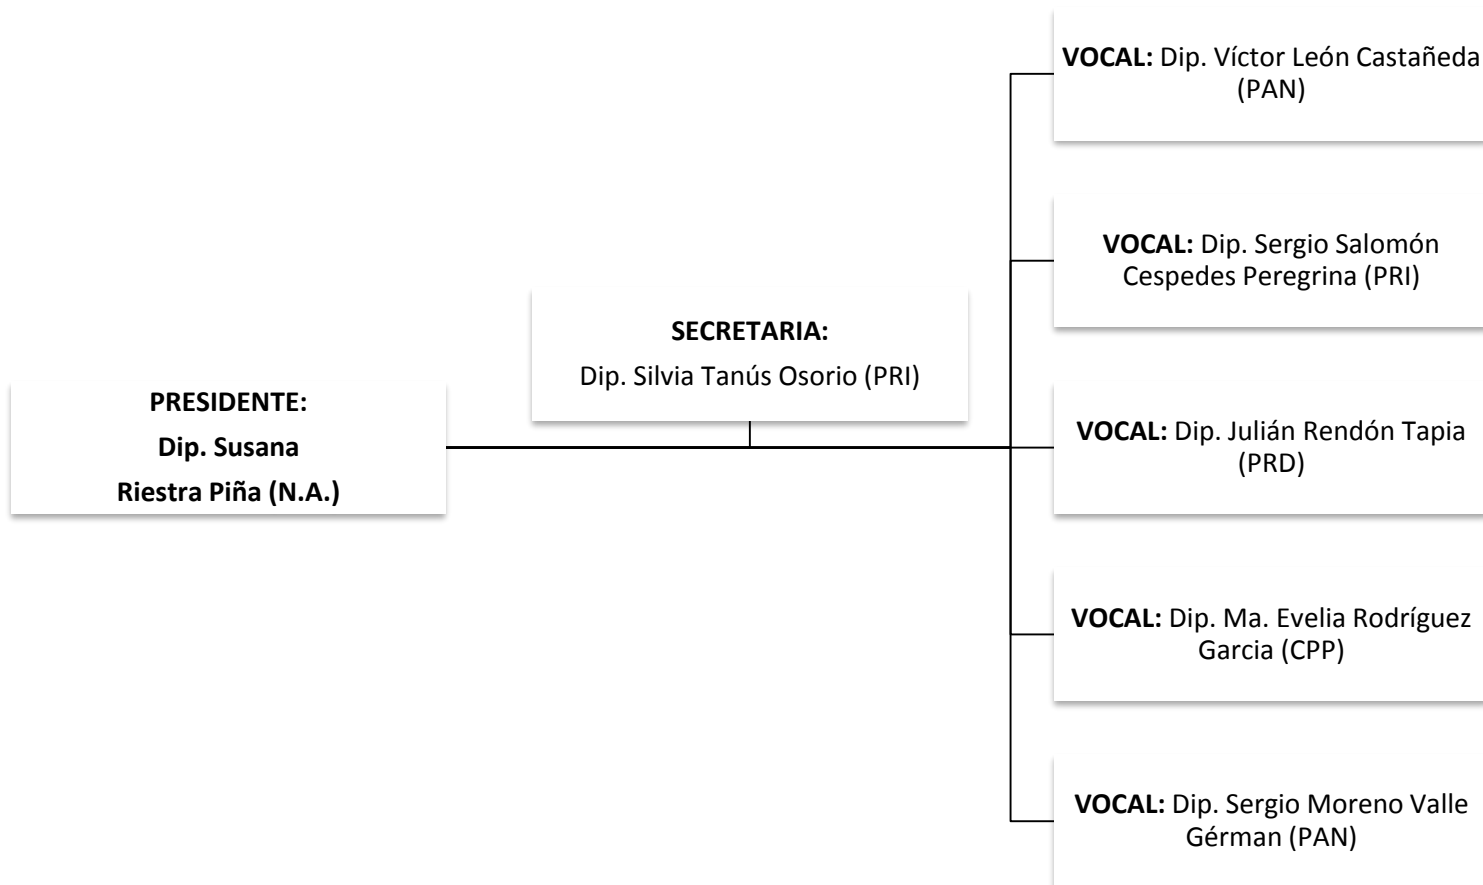 PRESIDENTE:
Dip. Susana
Riestra Piña (N.A.)
SECRETARIA:
Dip. Silvia Tanús Osorio (PRI)
VOCAL: Dip. Víctor León Castañeda
(PAN)
VOCAL: Dip. Sergio Salomón
Cespedes Peregrina (PRI)
VOCAL: Dip. Julián Rendón Tapia
(PRD)
VOCAL: Dip. Ma. Evelia Rodríguez
Garcia (CPP)
VOCAL: Dip. Sergio Moreno Valle
Gérman (PAN)